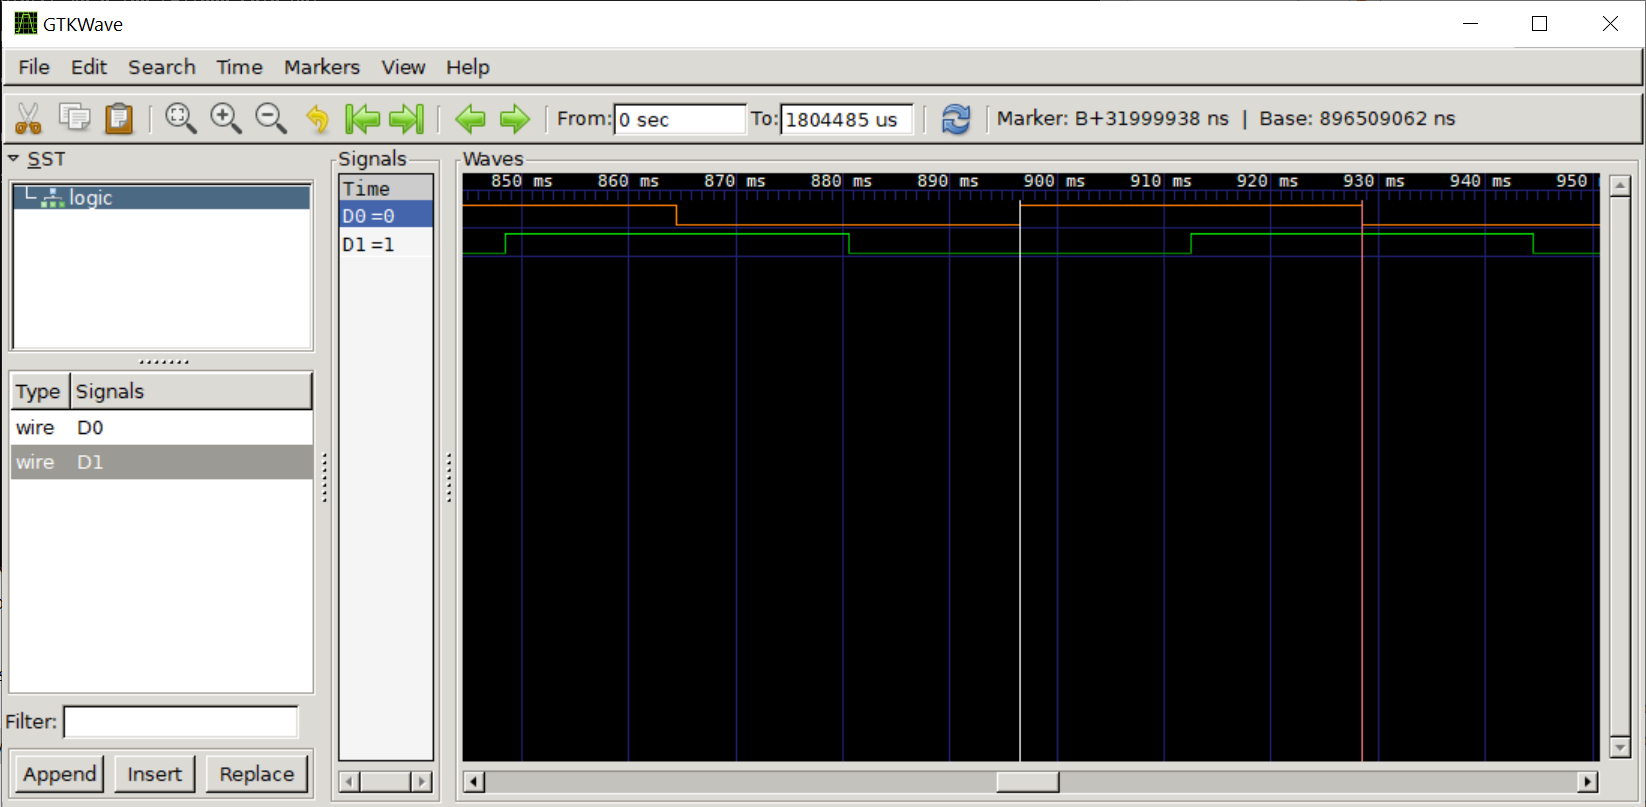 GTKWave
File Edit Search Time Markers View Help
From: 0 sec To: 1804485 us Marker: B+31999938 ns | Base: 896509062 ns
SST
logic
Type Signals
wire D0
wire D1
Filter:
Append Insert Replace
Signals
Time
D0 =0
D1 =1
Waves
850 ms 860 ms 870 ms 880 ms 890 ms 900 ms 910 ms 920 ms 930 ms 940 ms 950